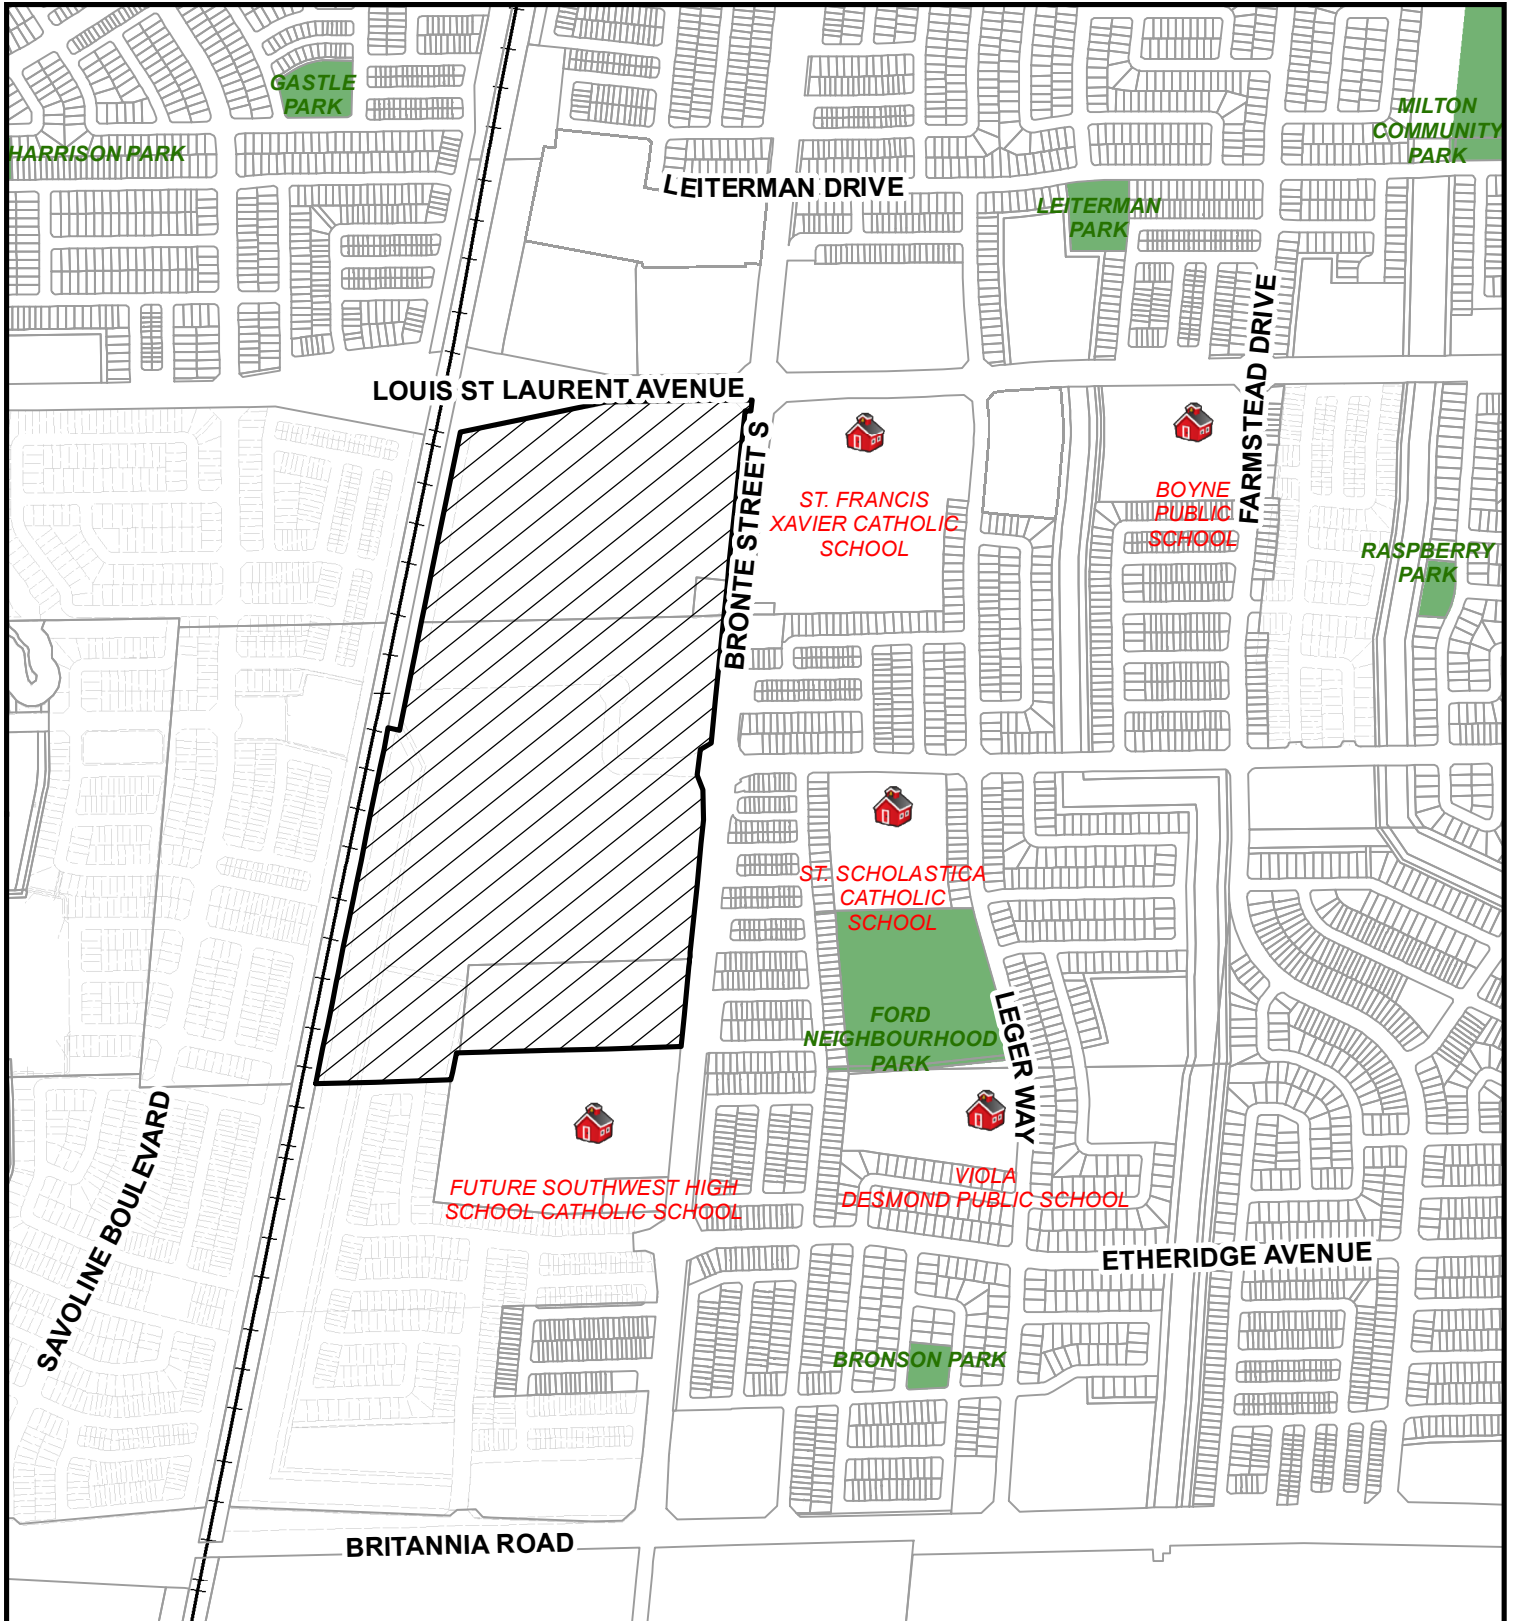 GASTLE
PARK
MILTON
COMMUNITY
PARK
HARRISON PARK
LEITERMAN DRIVE
LEITERMAN
PARK
FARMSTEAD DRIVE
LOUIS ST LAURENT AVENUE
BRONTE STREET S
ST. FRANCIS
XAVIER CATHOLIC
SCHOOL
BOYNE
PUBLIC
SCHOOL
RASPBERRY
PARK
ST. SCHOLASTICA
CATHOLIC
SCHOOL
FORD
NEIGHBOURHOOD
PARK
LEGER WAY
SAVOLINE BOULEVARD
FUTURE SOUTHWEST HIGH
SCHOOL CATHOLIC SCHOOL
VIOLA
DESMOND PUBLIC SCHOOL
ETHERIDGE AVENUE
BRONSON PARK
BRITANNIA ROAD